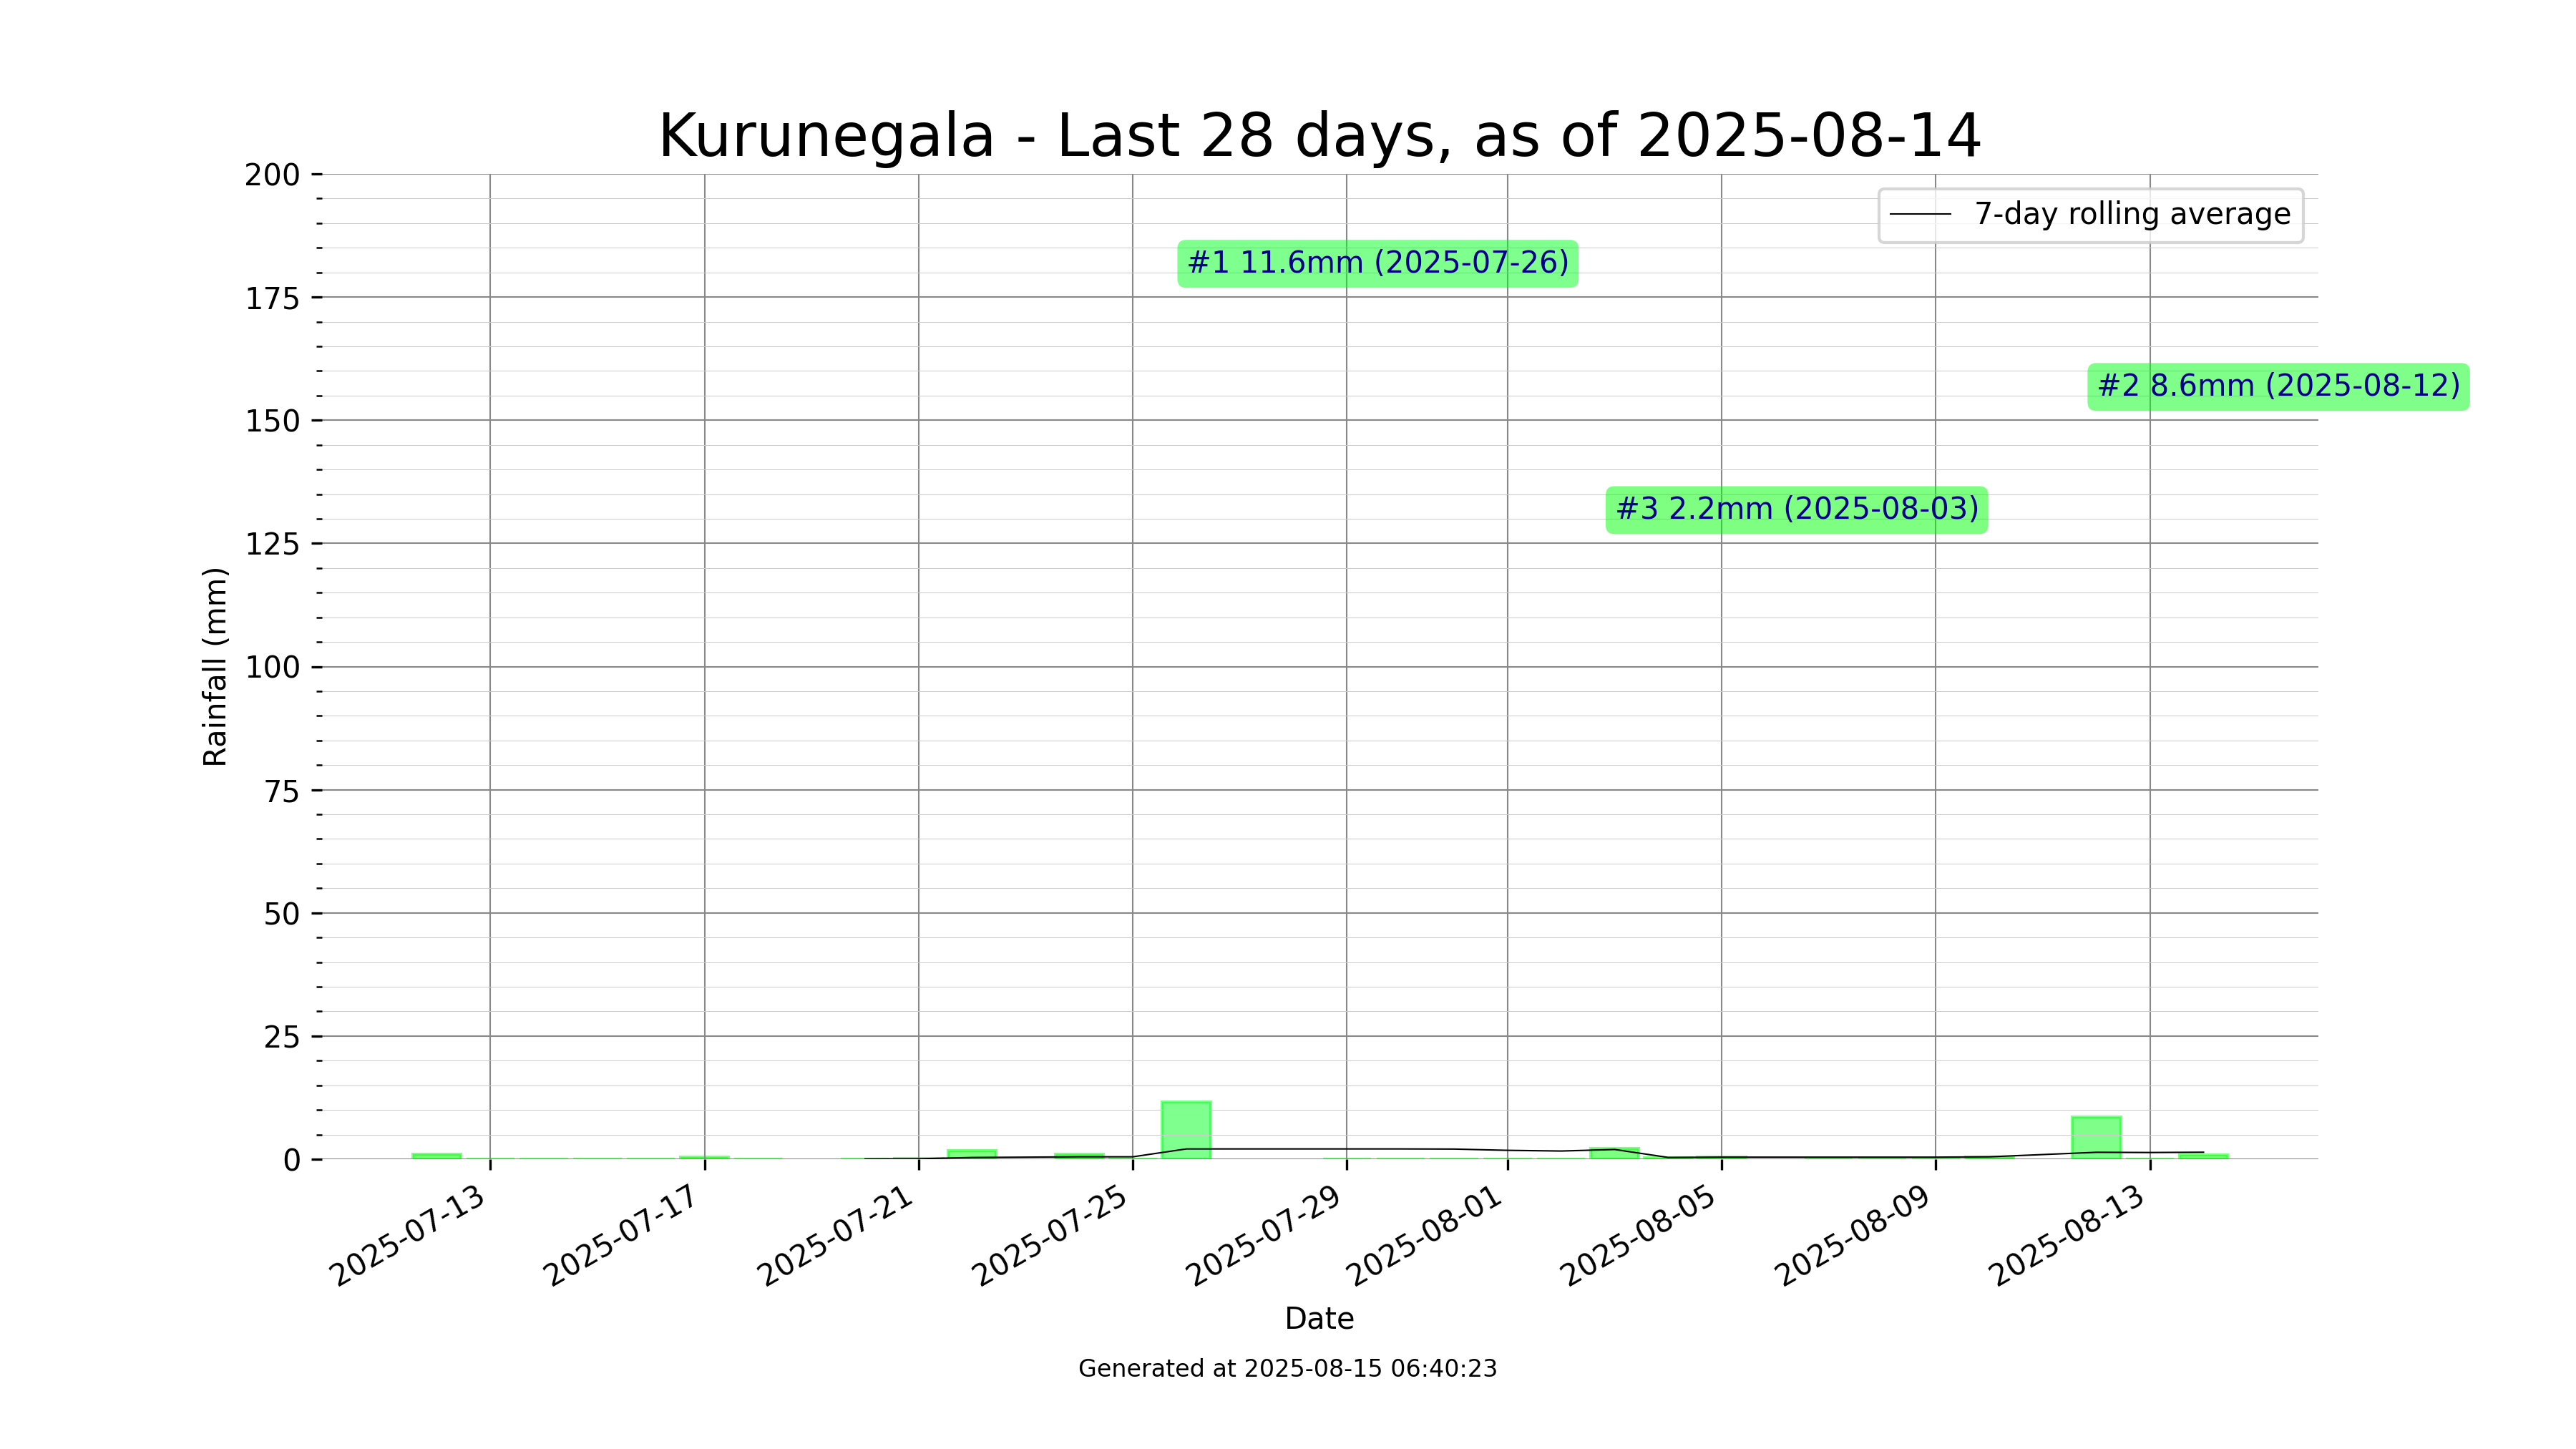 Kurunegala - Last 28 days, as of 2025-08-14
7-day rolling average
#1 11.6mm (2025-07-26)
#2 8.6mm (2025-08-12)
#3 2.2mm (2025-08-03)
Rainfall (mm)
200
175
150
125
100
75
50
25
0
2025-07-13
2025-07-17
2025-07-21
2025-07-25
2025-07-29
2025-08-01
2025-08-05
2025-08-09
2025-08-13
Date
Generated at 2025-08-15 06:40:23